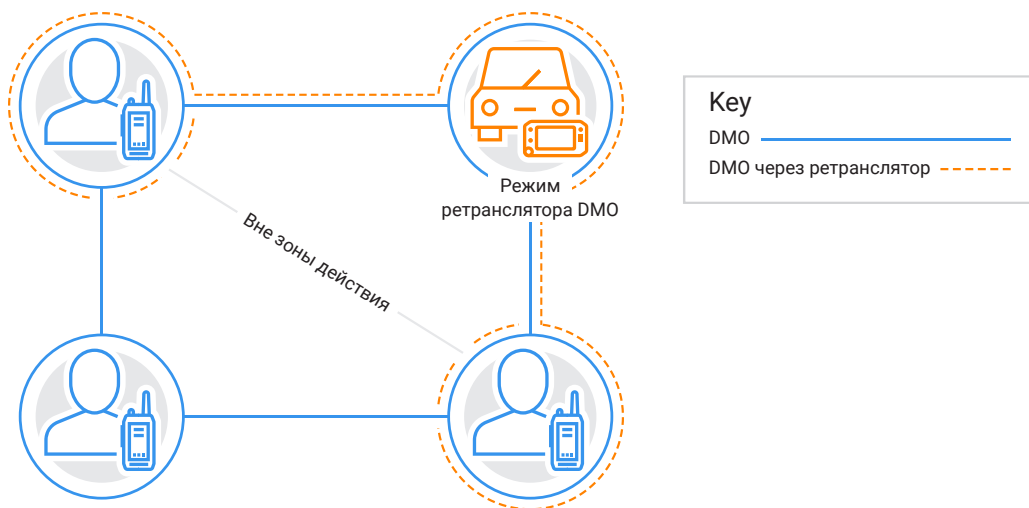 Key
DMO
DMO через ретранслятор
Режим
ретранслятора DMO
Вне зоны действия